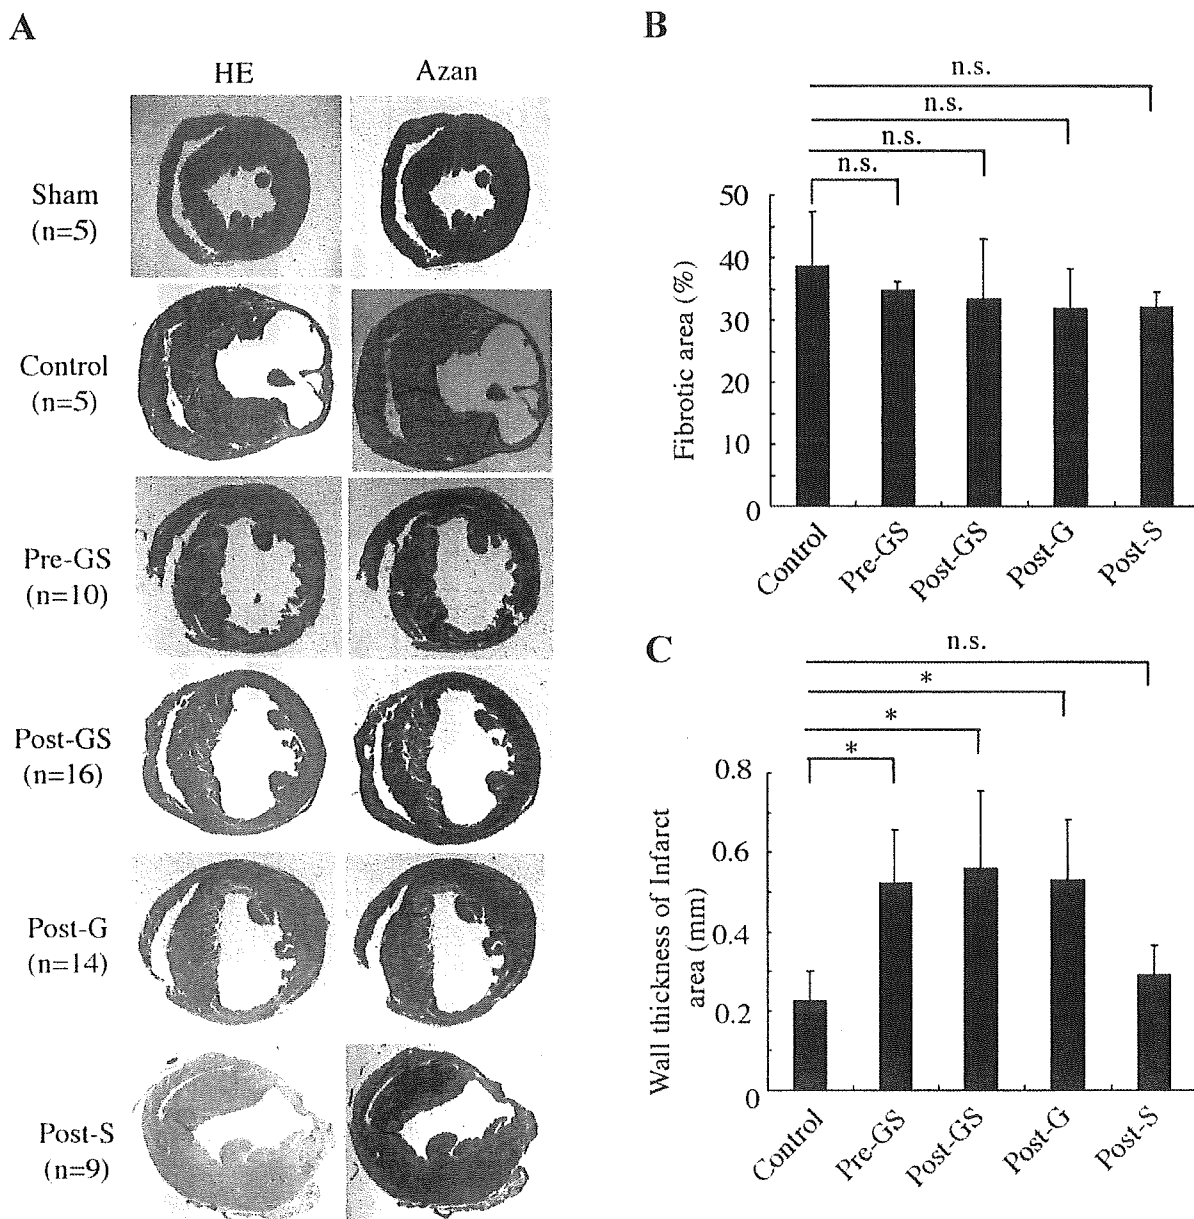 A
HE Azan
Sham
(n=5)
Control
(n=5)
Pre-GS
(n=10)
Post-GS
(n=16)
Post-G
(n=14)
Post-S
(n=9)
B
n.s.
n.s.
n.s.
n.s.
50
40
30
20
10
0
Fibrotic area (%)
Control Pre-GS Post-GS Post-G Post-S
C
n.s.
*
*
*
0.8
0.6
0.4
0.2
0
Wall thickness of Infarct
area (mm)
Control Pre-GS Post-GS Post-G Post-S